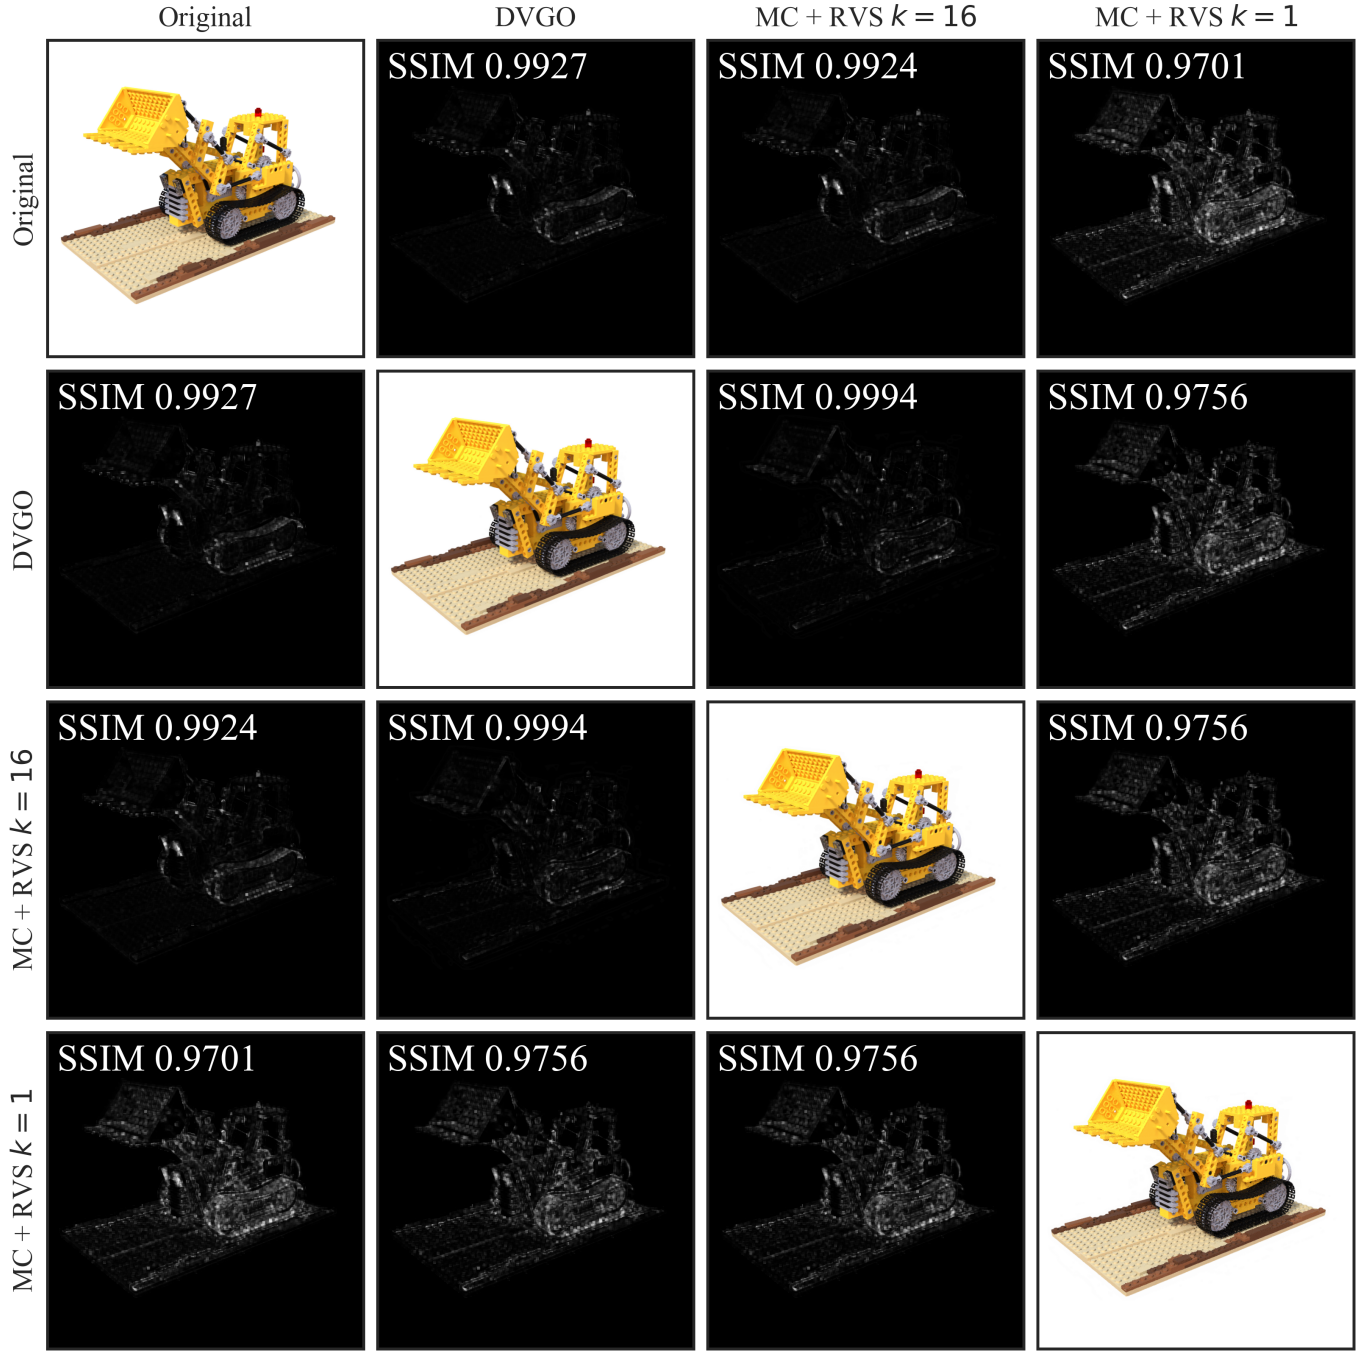 Original DVGO MC + RVS k = 16 MC + RVS k = 1
Original SSIM 0.9927 SSIM 0.9924 SSIM 0.9701
DVGO SSIM 0.9927 SSIM 0.9994 SSIM 0.9756
MC + RVS k = 16 SSIM 0.9924 SSIM 0.9994 SSIM 0.9756
MC + RVS k = 1 SSIM 0.9701 SSIM 0.9756 SSIM 0.9756